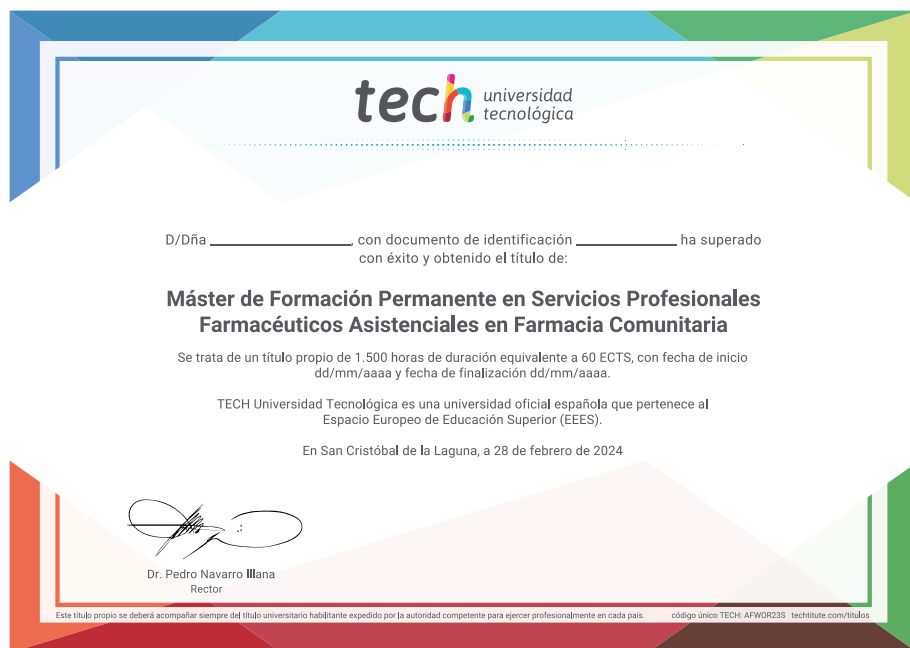 tech universidad
tecnológica
D/Dña ______________, con documento de identificación __________ ha superado
con éxito y obtenido el título de:
Máster de Formación Permanente en Servicios Profesionales
Farmacéuticos Asistenciales en Farmacia Comunitaria
Se trata de un título propio de 1.500 horas de duración equivalente a 60 ECTS, con fecha de inicio
dd/mm/aaaa y fecha de finalización dd/mm/aaaa.
TECH Universidad Tecnológica es una universidad oficial española que pertenece al
Espacio Europeo de Educación Superior (EEES).
En San Cristóbal de la Laguna, a 28 de febrero de 2024
Dr. Pedro Navarro Illana
Rector
Este título propio se deberá acompañar siempre del título universitario habilitante expedido por la autoridad competente para ejercer profesionalmente en cada país. código único TECH: AFWOR23S techtitute.com/titulos